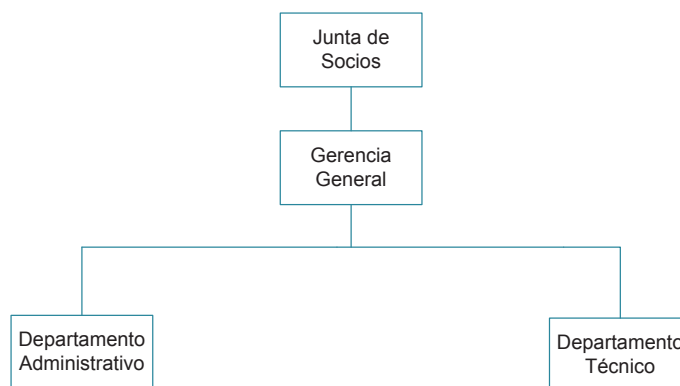 Junta de
Socios
Gerencia
General
Departamento
Administrativo
Departamento
Técnico